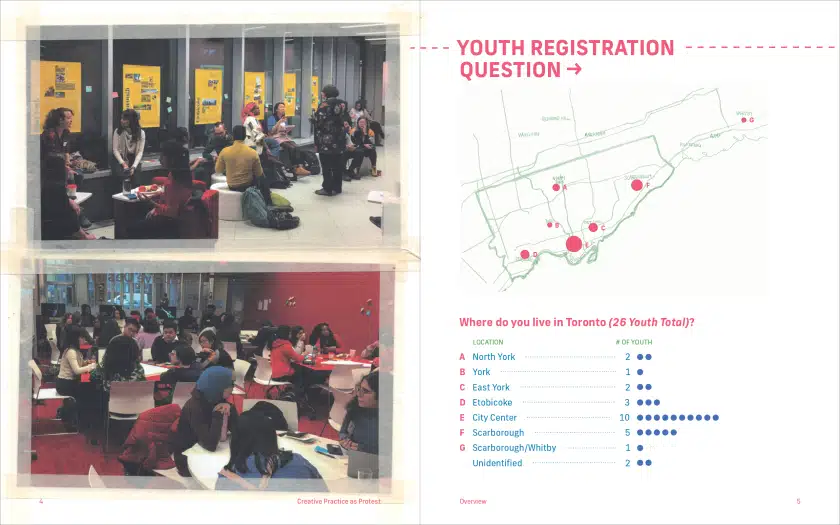 4
Creative Practice as Protest
YOUTH REGISTRATION
QUESTION →
G
A
F
B
C
E
D
Where do you live in Toronto (26 Youth Total)?
LOCATION # OF YOUTH
A North York 2
B York 1
C East York 2
D Etobicoke 3
E City Center 10
F Scarborough 5
G Scarborough/Whitby 1
Unidentified 2
Overview
5